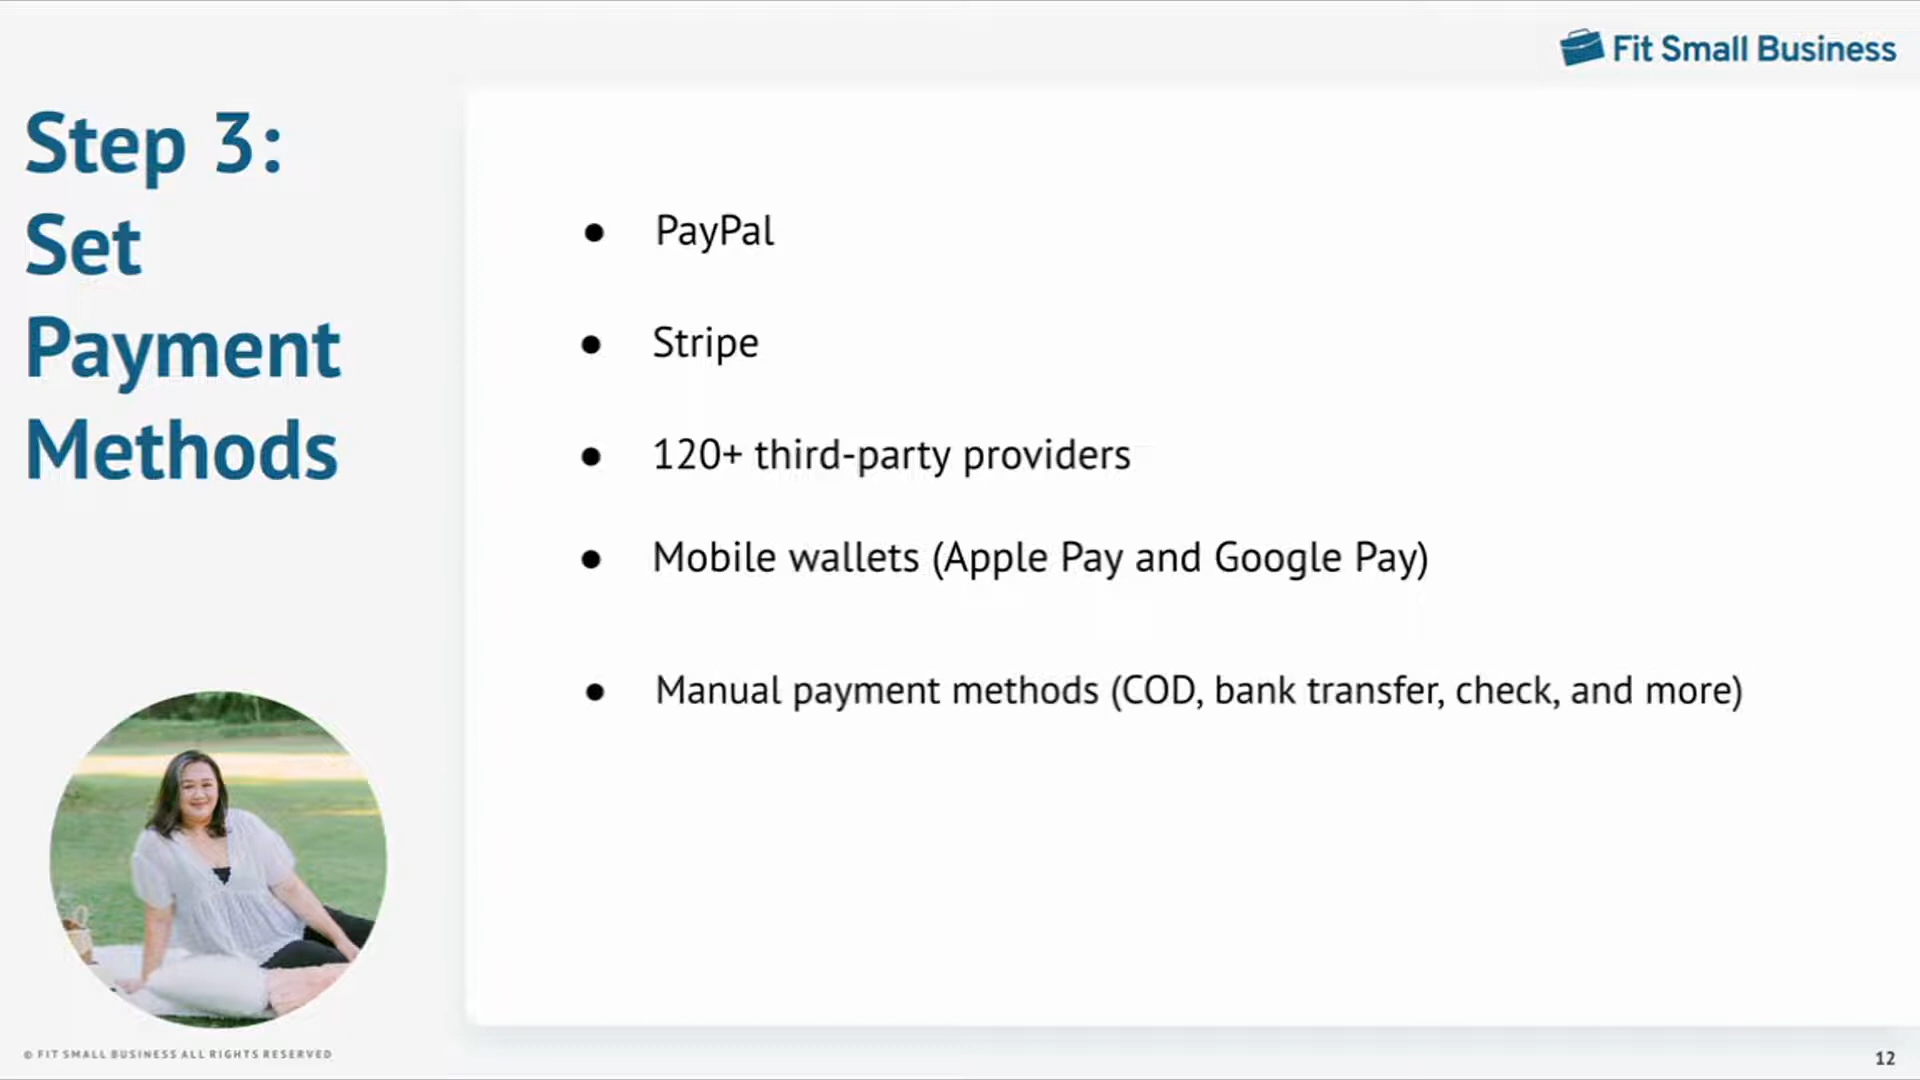 Fit Small Business
Step 3:
Set
Payment
Methods
● PayPal
● Stripe
● 120+ third-party providers
● Mobile wallets (Apple Pay and Google Pay)
● Manual payment methods (COD, bank transfer, check, and more)
© FIT SMALL BUSINESS ALL RIGHTS RESERVED
12